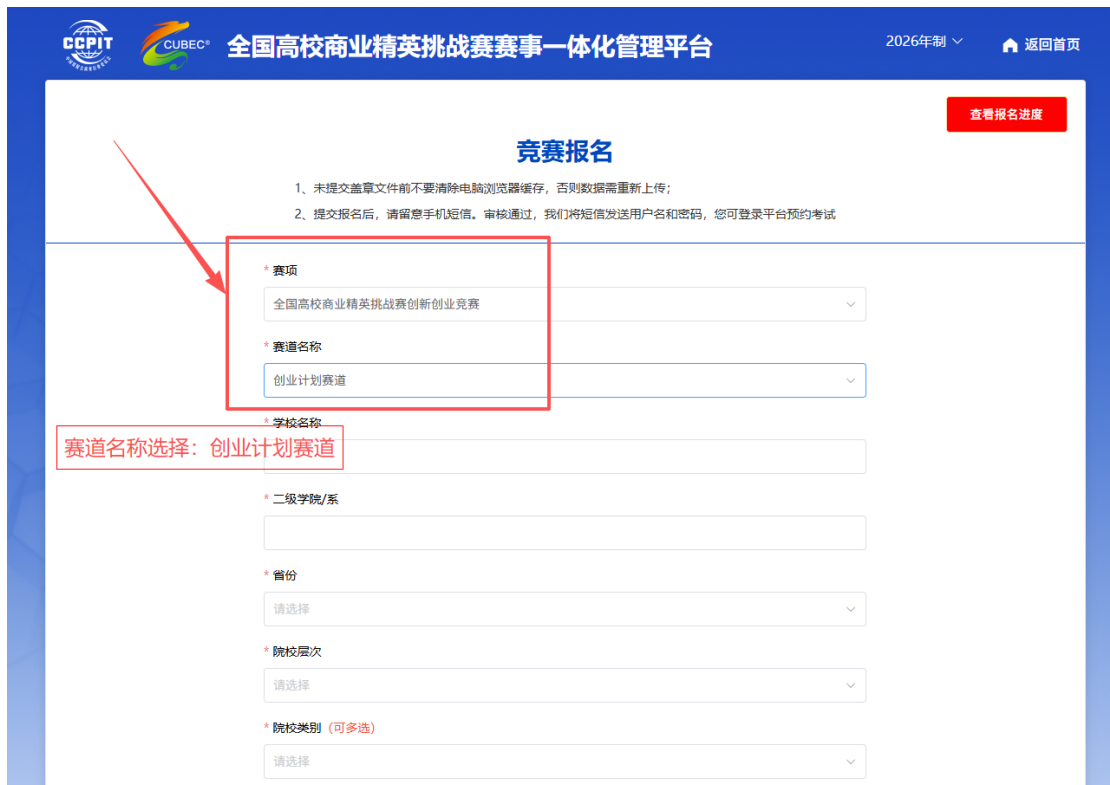 CCPIT
CUBEC®
全国高校商业精英挑战赛赛事一体化管理平台
2026年制
返回首页
查看报名进度
竞赛报名
1、未提交盖章文件前不要清除电脑浏览器缓存，否则数据需重新上传；
2、提交报名后，请留意手机短信。审核通过，我们将短信发送用户名和密码，您可登录平台预约考试
* 赛项
全国高校商业精英挑战赛创新创业竞赛
* 赛道名称
创业计划赛道
* 学校名称
赛道名称选择：创业计划赛道
* 二级学院/系
* 省份
请选择
* 院校层次
请选择
* 院校类别（可多选）
请选择